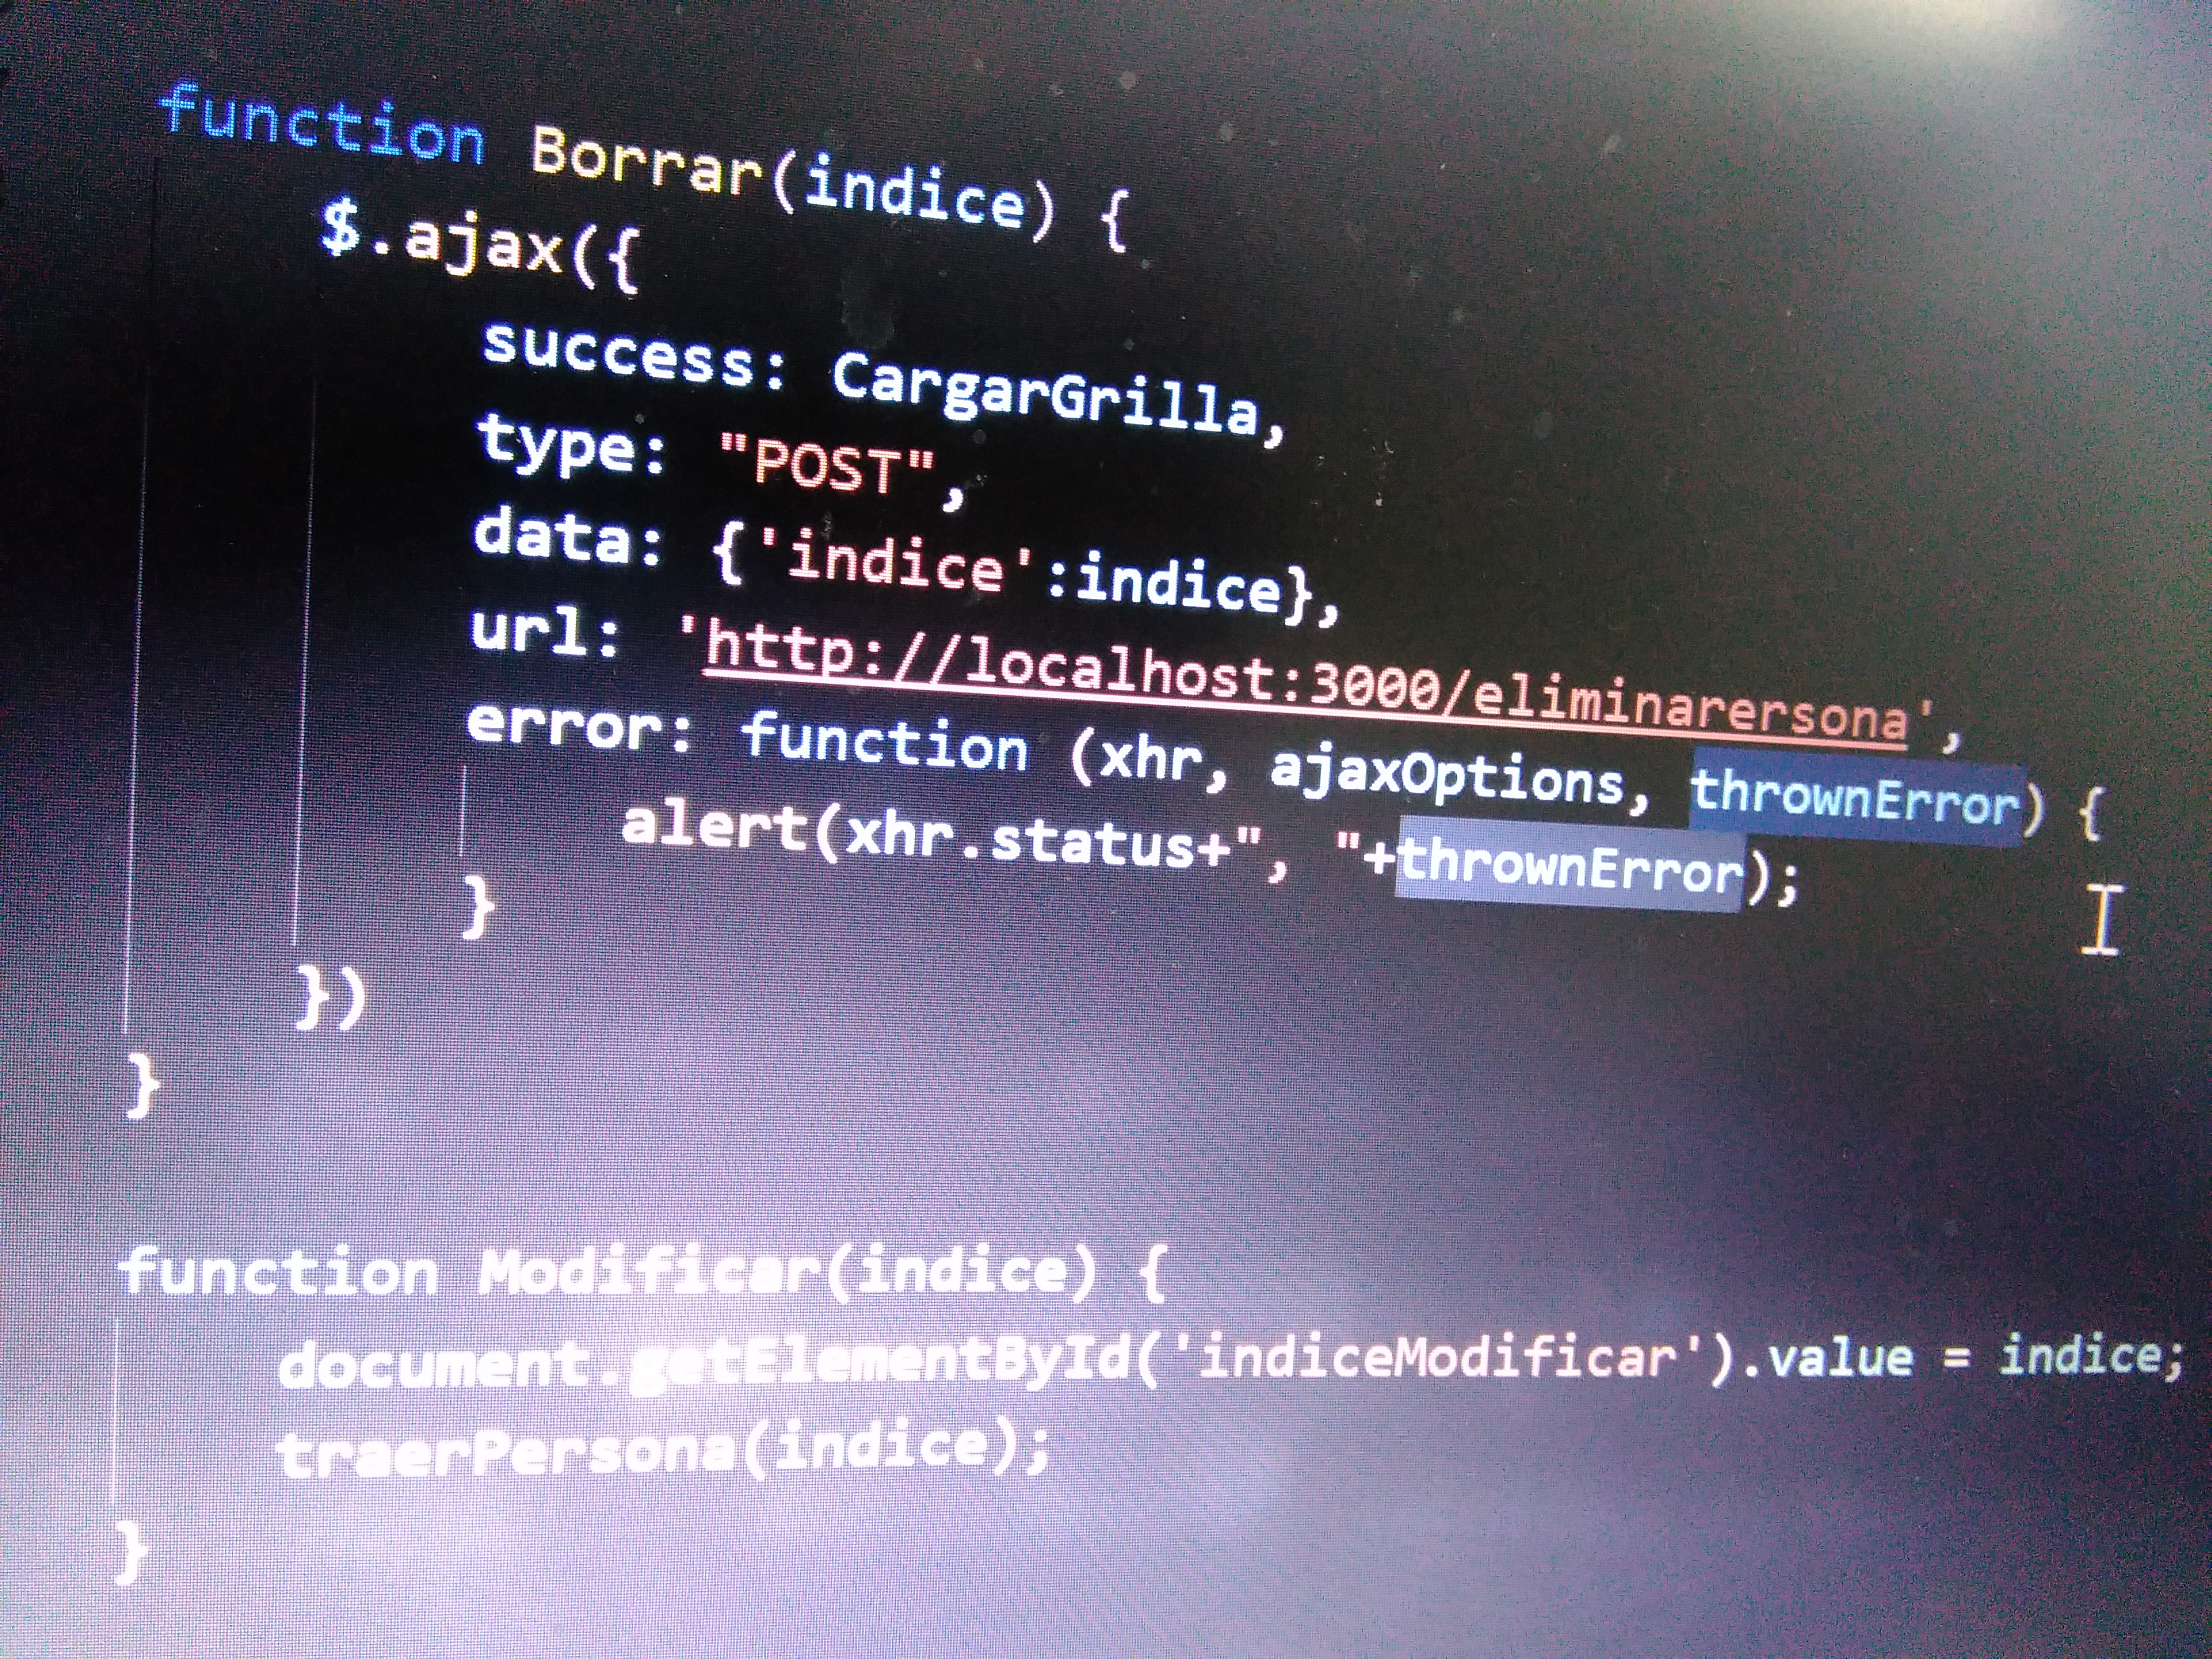 function Borrar(indice) {
$.ajax({
success: CargarGrilla,
type: "POST",
data: {'indice':indice},
url: 'http://localhost:3000/eliminarersona',
error: function (xhr, ajaxOptions, thrownError) {
alert(xhr.status+", "+thrownError);
}
})
}
function Modificar(indice) {
document.getElementById('indiceModificar').value = indice;
traerPersona(indice);
}